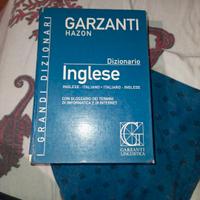 GRANDI DIZIONARI
GARZANTI
HAZON
Dizionario
Inglese
INGLESE - ITALIANO • ITALIANO - INGLESE
CON GLOSSARIO DEI TERMINI
DI INFORMATICA E DI INTERNET
GARZANTI
LINGUISTICA